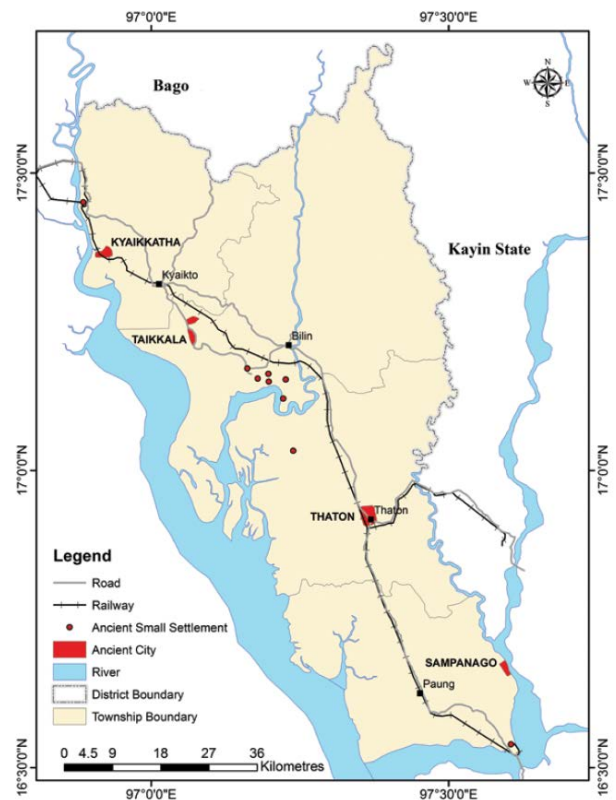 97°0'0"E
97°30'0"E
N
W
E
S
Bago
17°30'0"N
17°30'0"N
KYAIKKATHA
Kayin State
Kyaikto
TAIKKALA
Bilin
17°0'0"N
17°0'0"N
THATON
Thaton
Legend
Road
Railway
Ancient Small Settlement
Ancient City
River
District Boundary
Township Boundary
SAMPANAGO
Paung
0 4.5 9 18 27 36
Kilometres
16°30'0"N
16°30'0"N
97°0'0"E
97°30'0"E